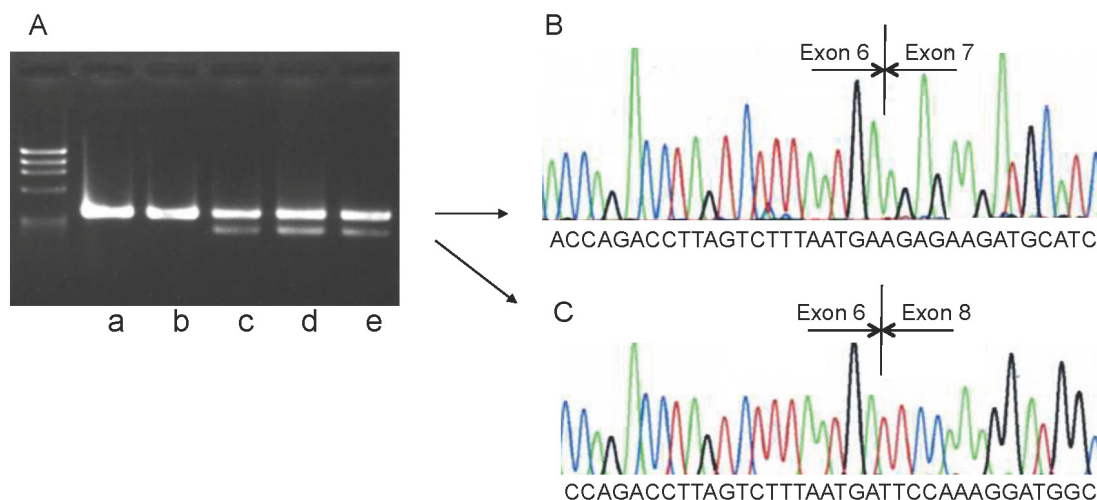 A
a b c d e
B
Exon 6 Exon 7
ACCAGACCTTAGTCTTTAATGAAGAGAAGATGCATC
C
Exon 6 Exon 8
CCAGACCTTAGTCTTTAATGATTCCAAAGGATGGC